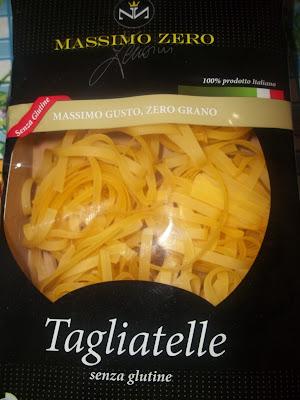 MASSIMO ZERO
100% prodotto Italiano
Senza Glutine
MASSIMO GUSTO, ZERO GRANO
Tagliatelle
senza glutine